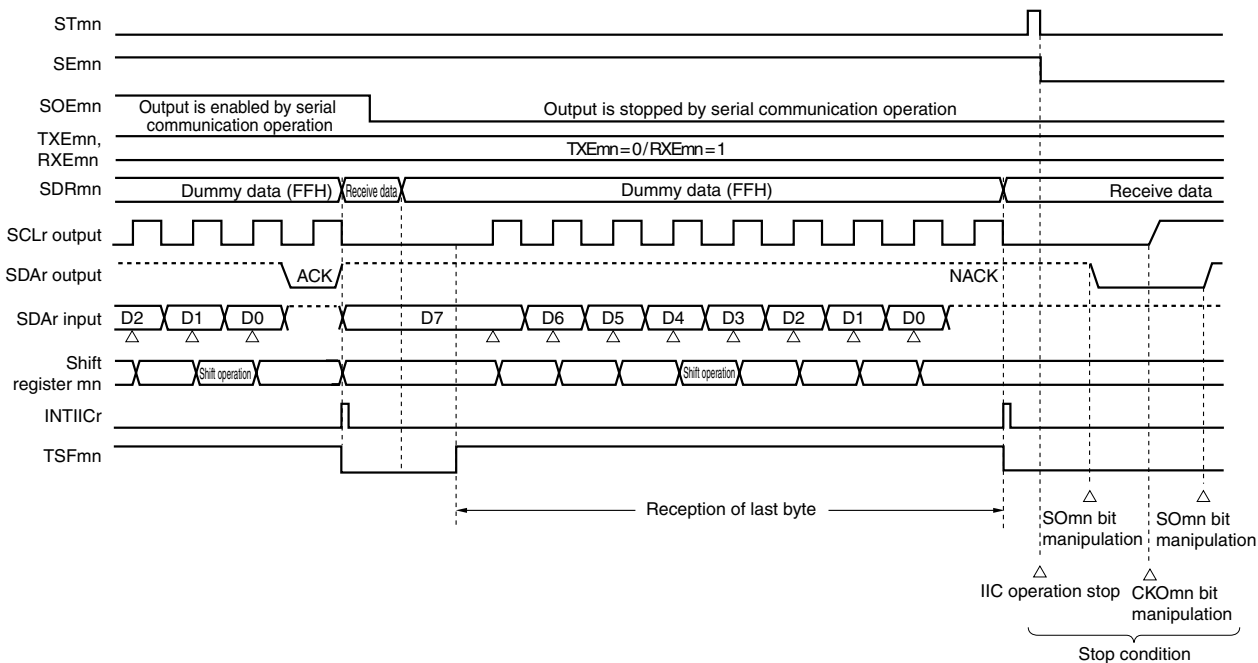 STmn
SEmn
SOEmn
Output is enabled by serial
communication operation
Output is stopped by serial communication operation
TXEmn,
RXEmn
TXEmn=0/RXEmn=1
SDRmn
Dummy data (FFH)
Receive data
Dummy data (FFH)
Receive data
SCLr output
SDAr output
ACK
NACK
SDAr input
D2
D1
D0
D7
D6
D5
D4
D3
D2
D1
D0
Shift
register mn
Shift operation
Shift operation
INTIICr
TSFmn
Reception of last byte
SOmn bit
manipulation
SOmn bit
manipulation
IIC operation stop
CKOmn bit
manipulation
Stop condition